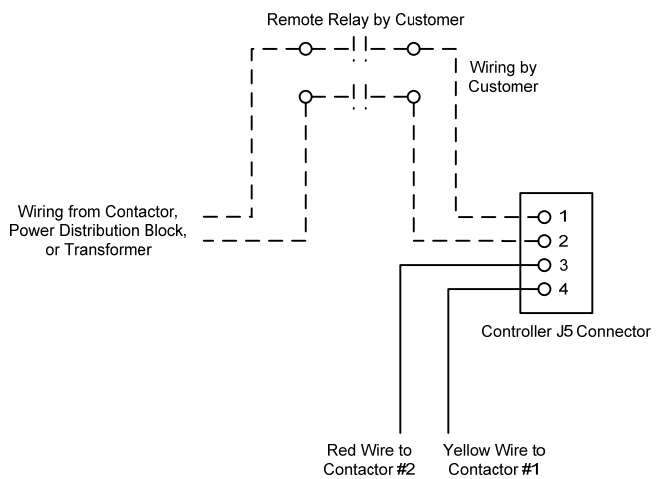 Remote Relay by Customer
Wiring by
Customer
Wiring from Contactor,
Power Distribution Block,
or Transformer
1
2
3
4
Controller J5 Connector
Red Wire to
Contactor #2
Yellow Wire to
Contactor #1